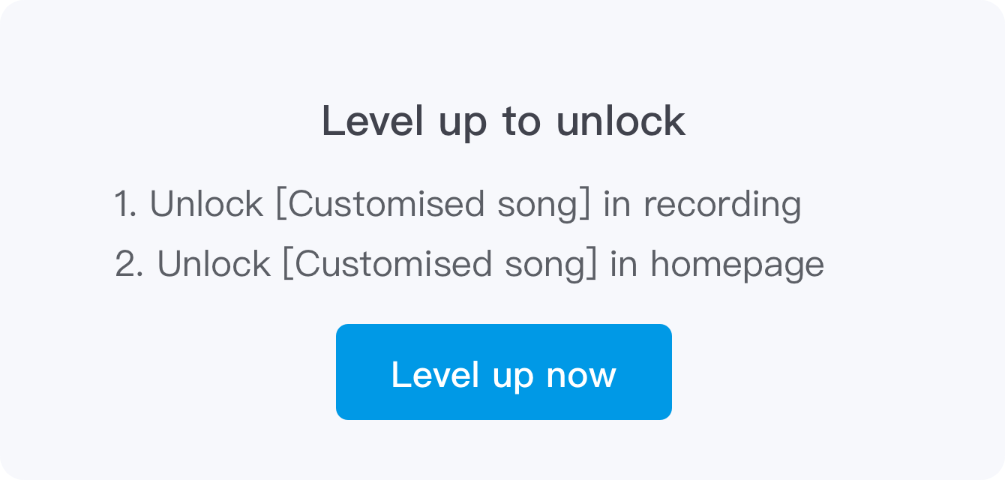 Level up to unlock
1. Unlock [Customised song] in recording
2. Unlock [Customised song] in homepage
Level up now